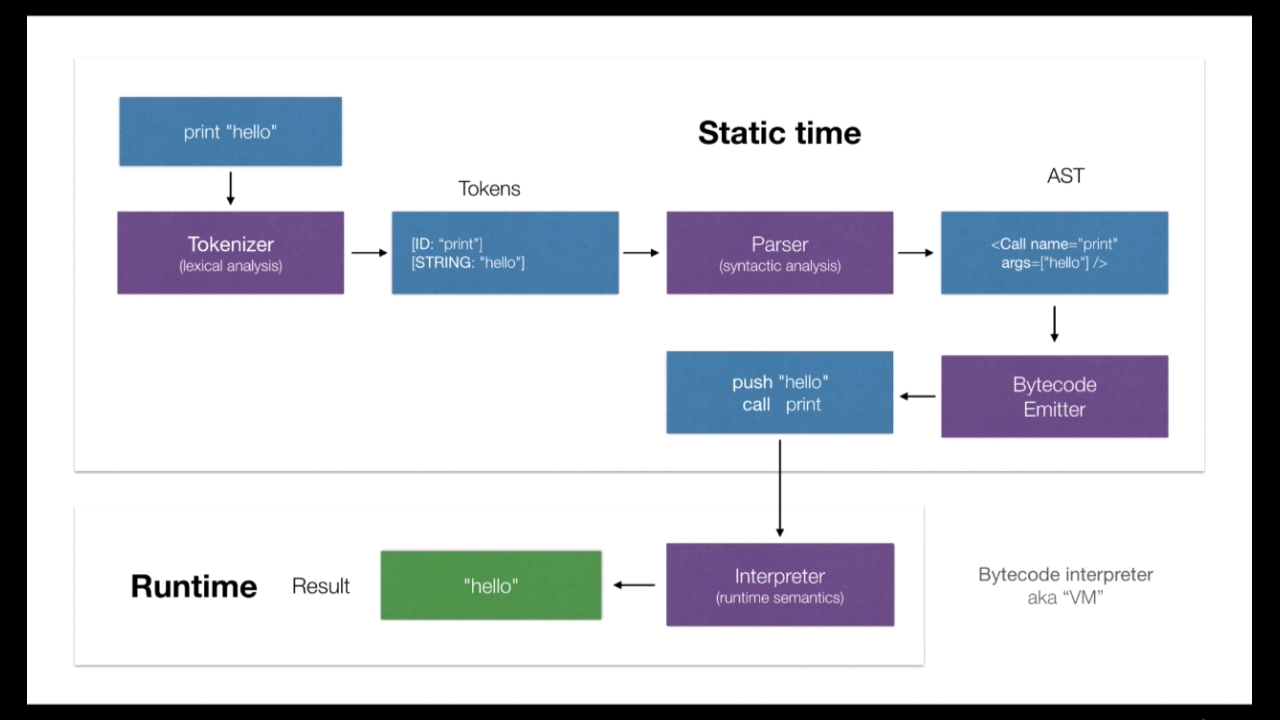 print "hello"
Static time
Tokens
AST
Tokenizer
(lexical analysis)
[ID: “print”]
[STRING: “hello”]
Parser
(syntactic analysis)
<Call name=“print”
args=[“hello”] />
push "hello"
call print
Bytecode
Emitter
Runtime
Result
"hello"
Interpreter
(runtime semantics)
Bytecode interpreter
aka “VM”